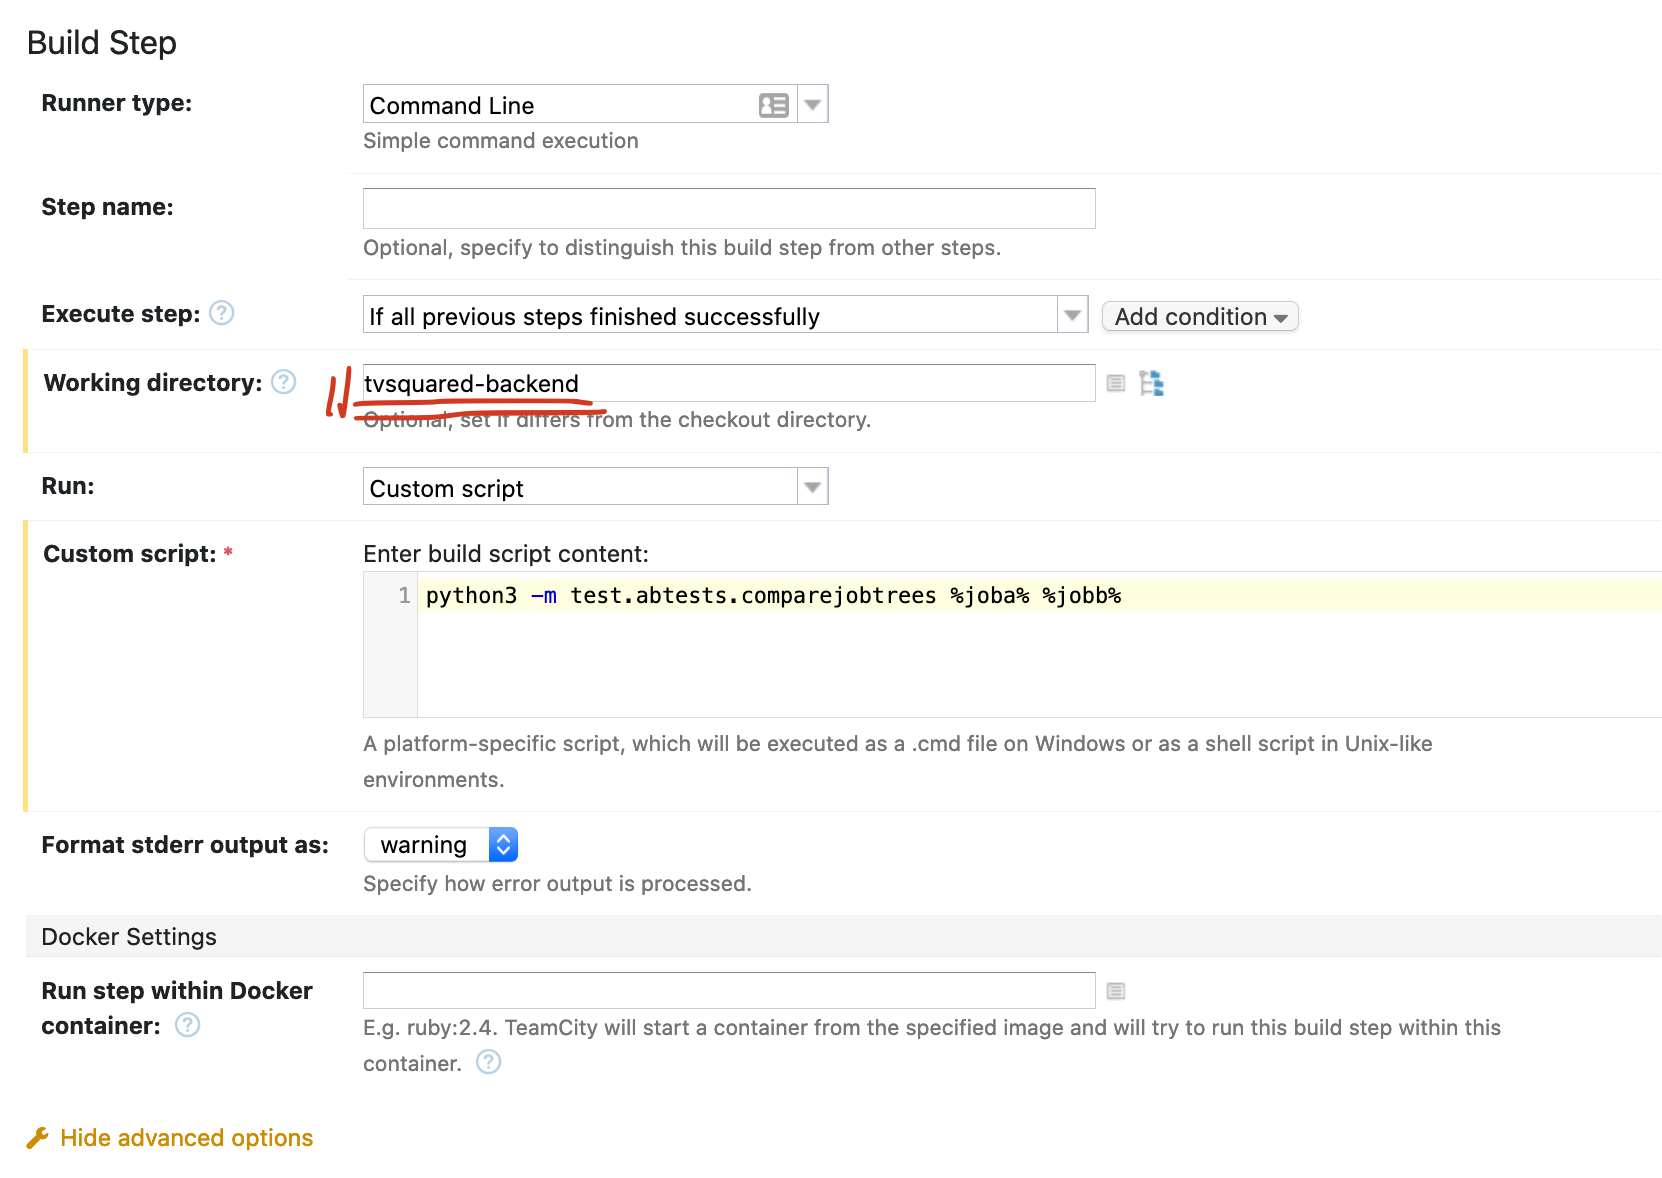 Build Step
Runner type:
Command Line
Simple command execution
Step name:
Optional, specify to distinguish this build step from other steps.
Execute step: ?
If all previous steps finished successfully
Add condition
Working directory: ?
tvsquared-backend
Optional, set if differs from the checkout directory.
Run:
Custom script
Custom script: *
Enter build script content:
1 python3 -m test.abtests.comparejobtrees %joba% %jobb%
A platform-specific script, which will be executed as a .cmd file on Windows or as a shell script in Unix-like
environments.
Format stderr output as:
warning
Specify how error output is processed.
Docker Settings
Run step within Docker
container: ?
E.g. ruby:2.4. TeamCity will start a container from the specified image and will try to run this build step within this
container. ?
Hide advanced options